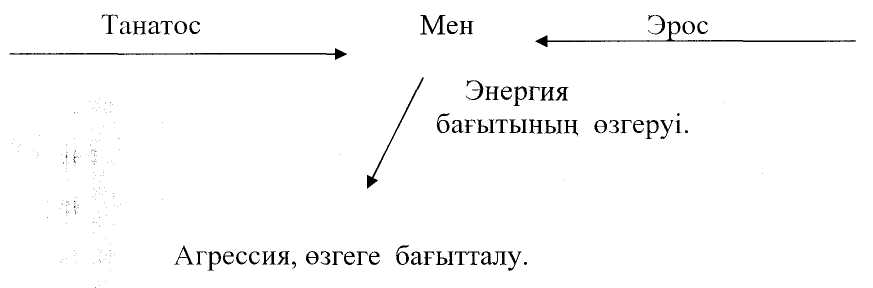 Танатос Мен Эрос
Энергия
бағытының өзгеруі.
Агрессия, өзгеге бағытталу.